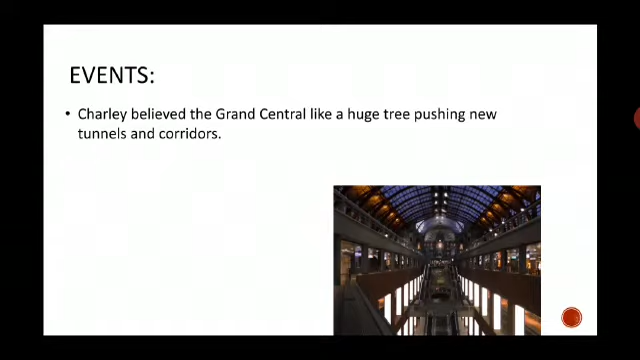 EVENTS:
• Charley believed the Grand Central like a huge tree pushing new
tunnels and corridors.